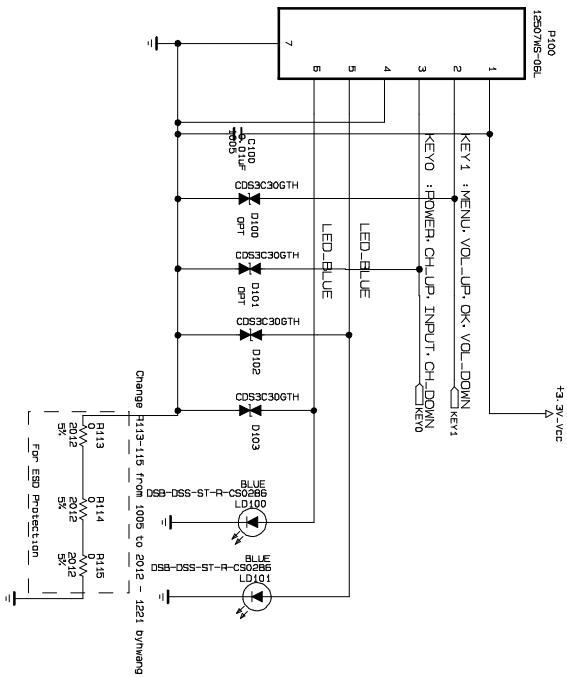 P100
12507WS-06L
7
6
5
4
3
2
1
C100
0.01uF
1005
KEY1 :MENU, VOL_UP, OK, VOL_DOWN
KEY0 :POWER, CH_UP, INPUT, CH_DOWN
CDS3C30GTH
D100
OPT
CDS3C30GTH
D101
OPT
LED_BLUE
LED_BLUE
CDS3C30GTH
D102
CDS3C30GTH
D103
KEY0
KEY1
+3.3V_Vcc
Change R113-115 from 1005 to 2012 - 1221 byhwang
R113
0
2012
5%
R114
0
2012
5%
R115
0
2012
5%
For ESD Protection
BLUE
DSB-DSS-ST-R-CS0286
LD100
BLUE
DSB-DSS-ST-R-CS0286
LD101